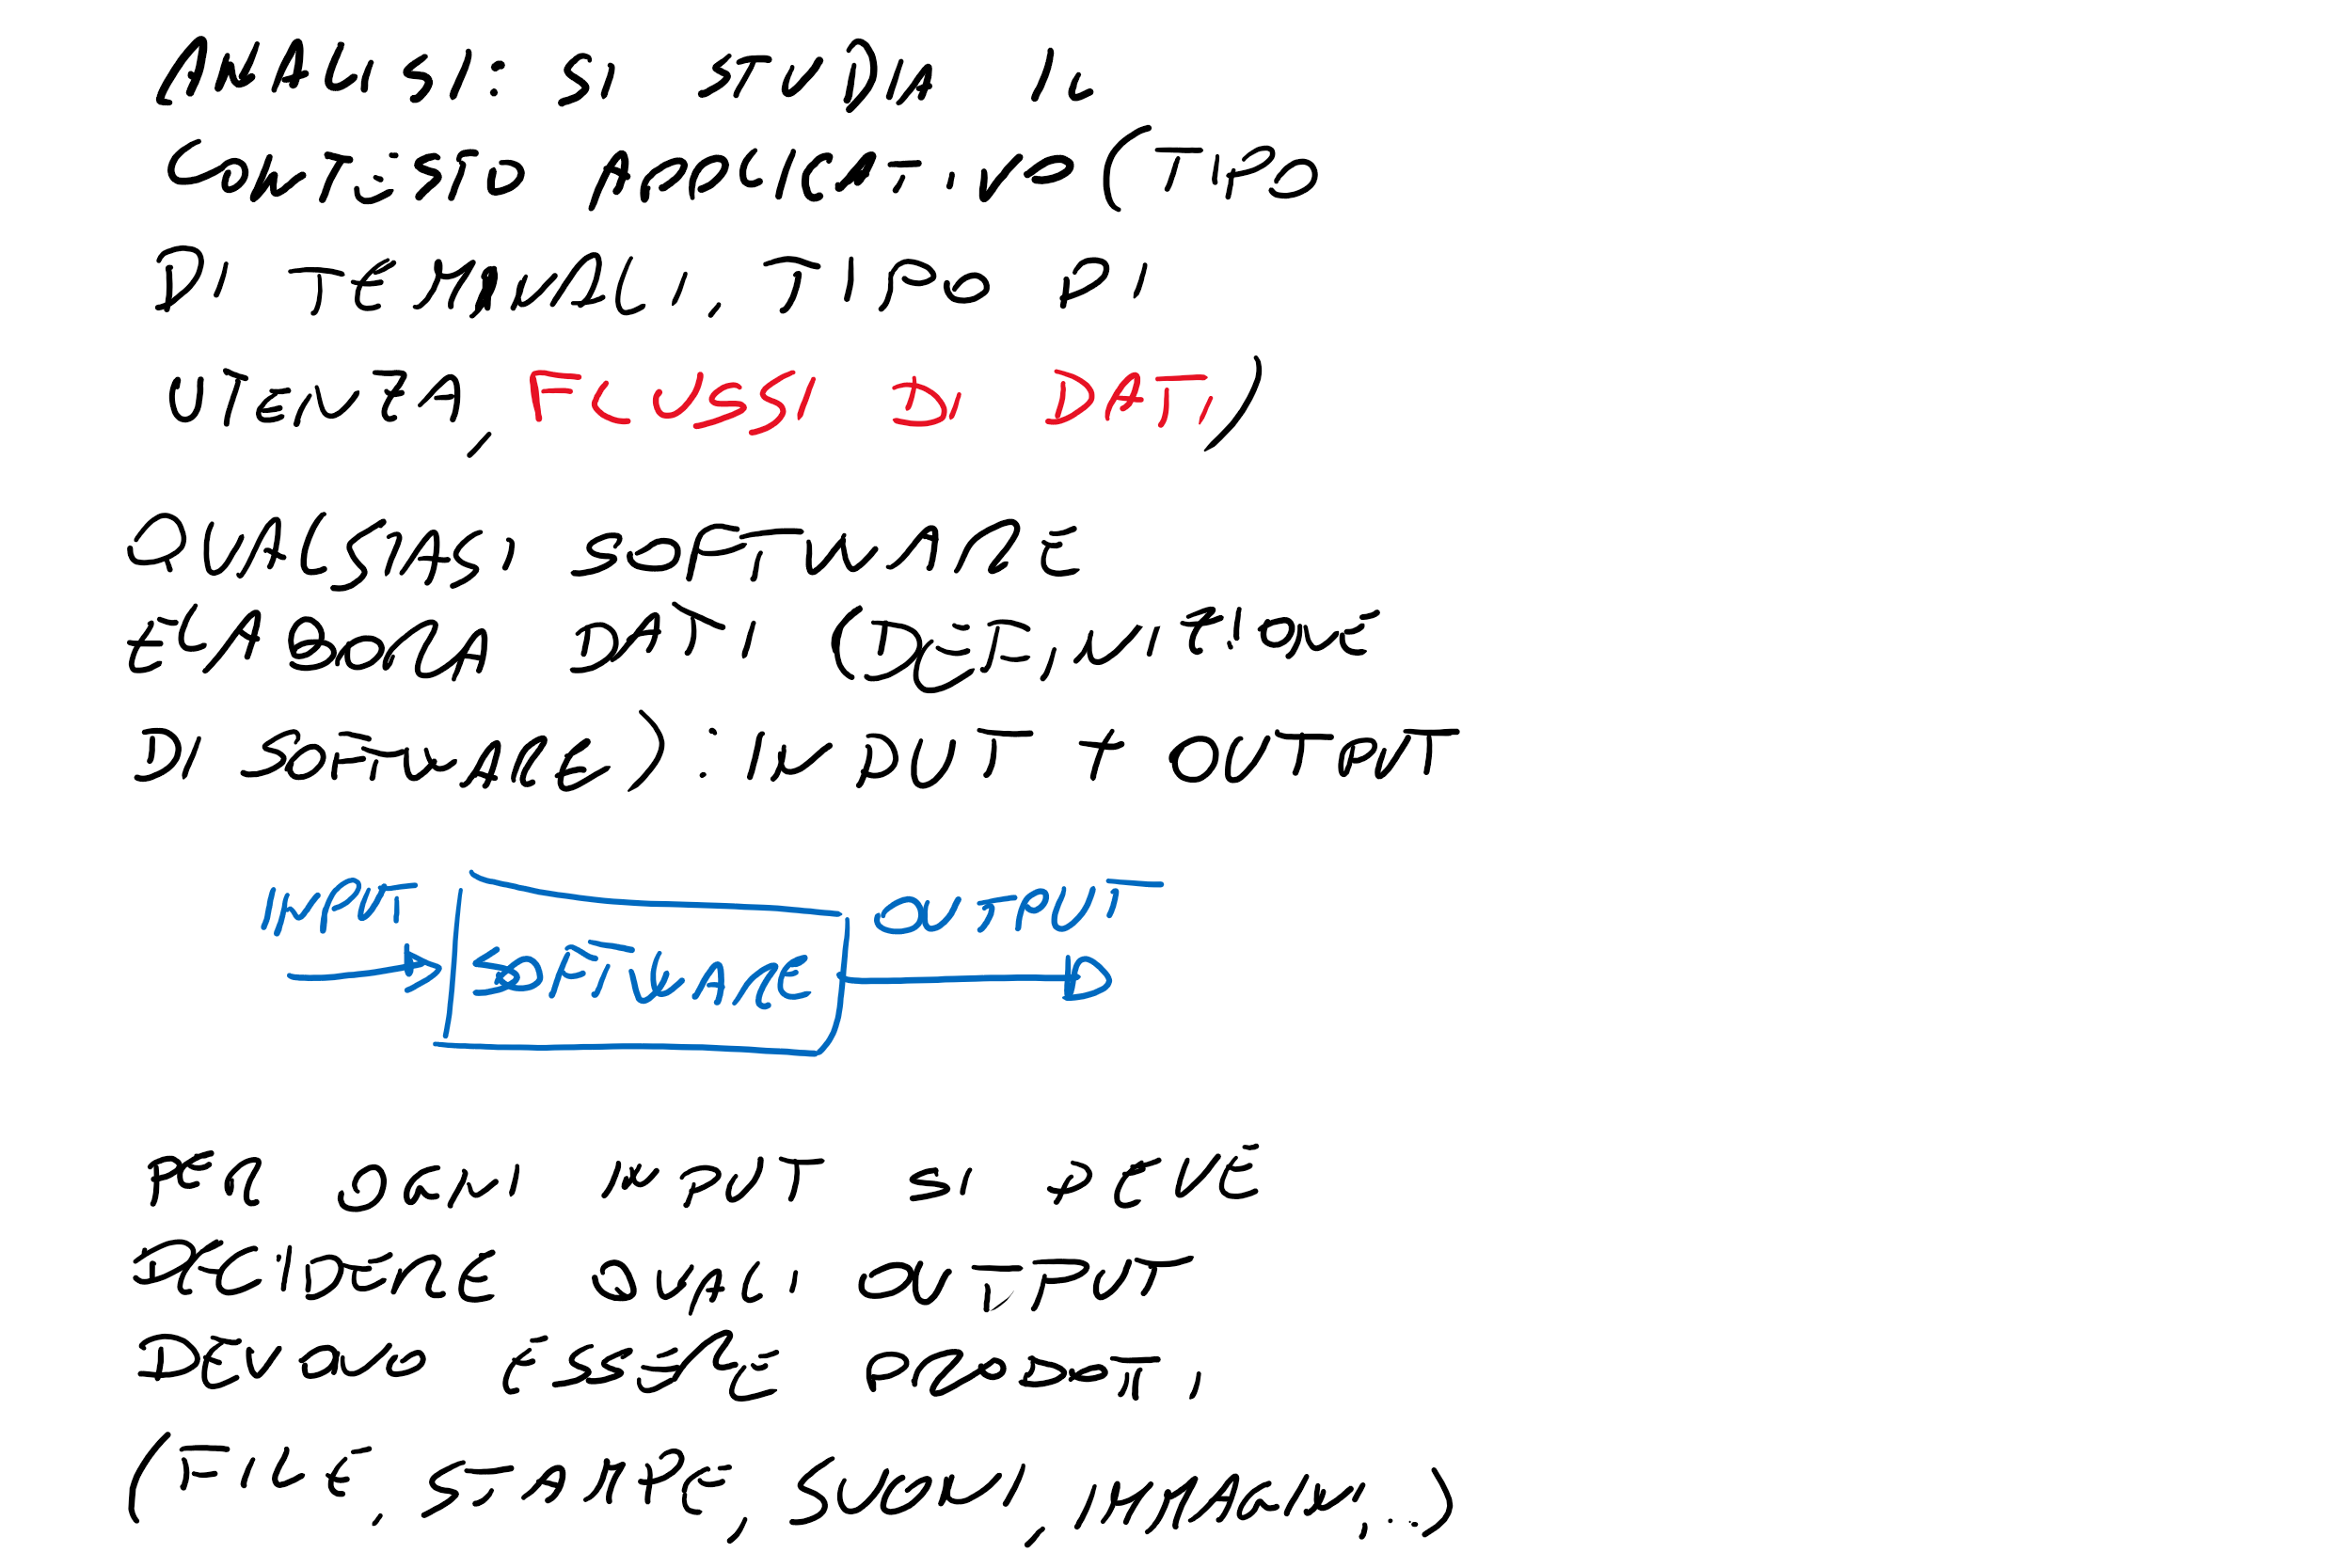 ANALISI: SI STUDIA IL
CONTESTO APPLICATIVO (TIPO
DI TERMINALI, TIPO DI
UTENZA, FLUSSI DI DATI)
QUALSIASI SOFTWARE
ELABORA DATI (DEFINIZIONE
DI SOFTWARE) : INPUT + OUTPUT
INPUT SOFTWARE OUTPUT
PER OGNI INPUT SI DEVE
DECIDERE QUALI OUTPUT
DEVONO ESSERE PRODOTTI
(FILE, STAMPE, SUONI, IMMAGINI, ...)